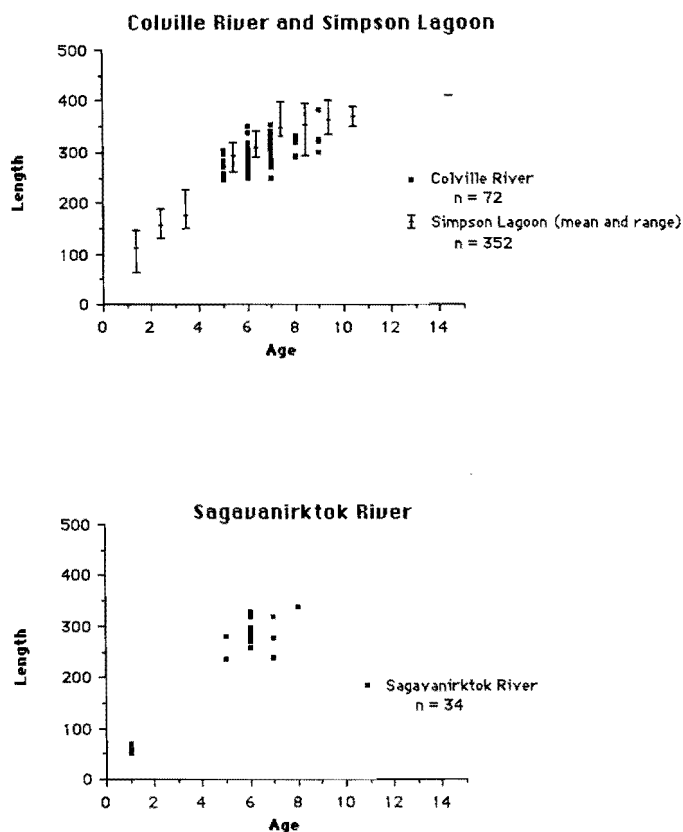 Colville River and Simpson Lagoon
500
400
300
200
100
0
Length
0 2 4 6 8 10 12 14
Age
Colville River
n = 72
Simpson Lagoon (mean and range)
n = 352
Sagavanirktok River
500
400
300
200
100
0
Length
0 2 4 6 8 10 12 14
Age
Sagavanirktok River
n = 34